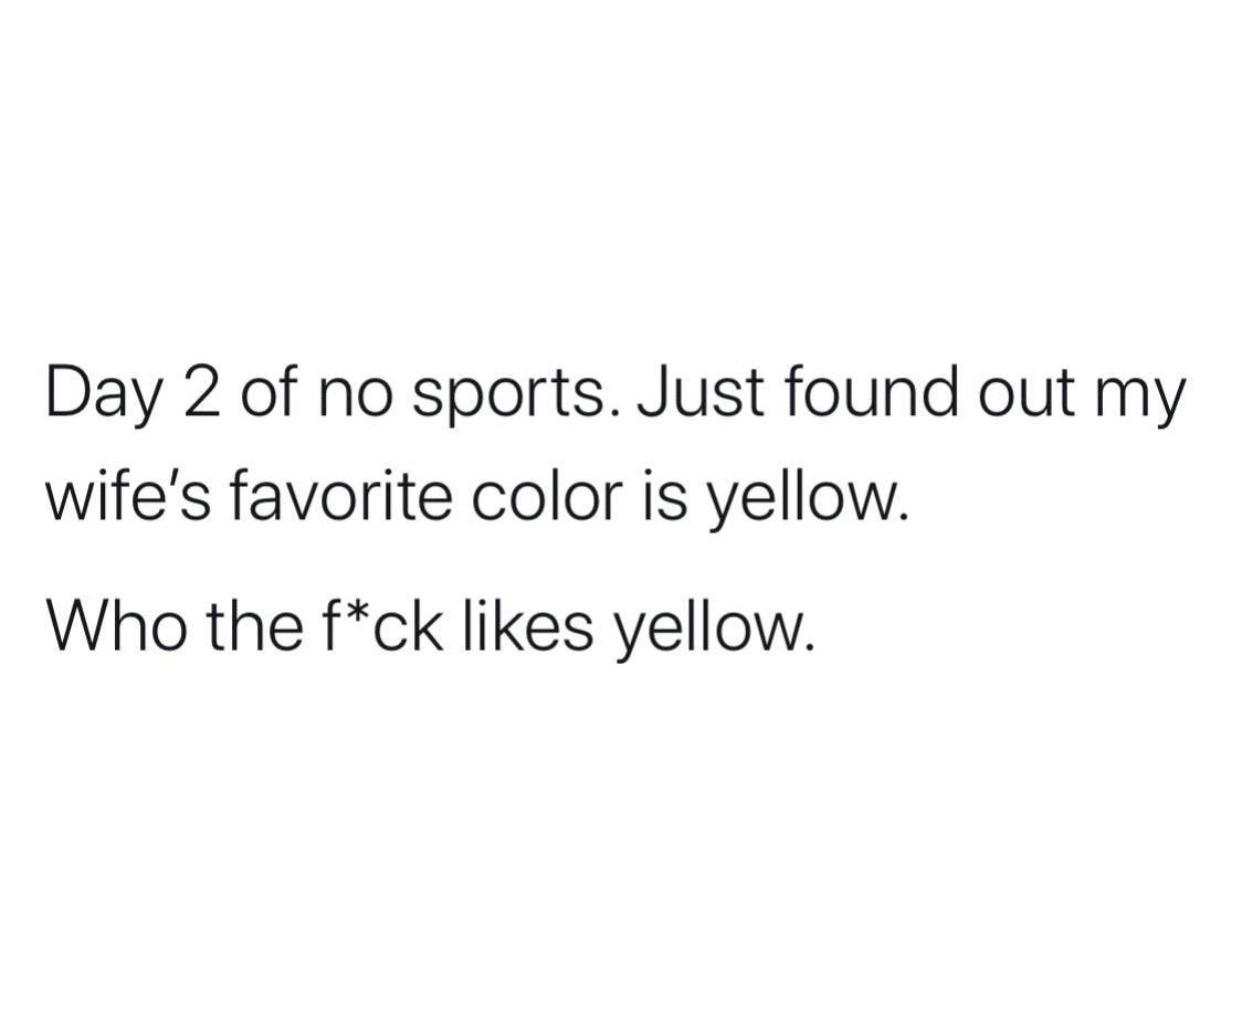 Day 2 of no sports. Just found out my
wife’s favorite color is yellow.
Who the f*ck likes yellow.